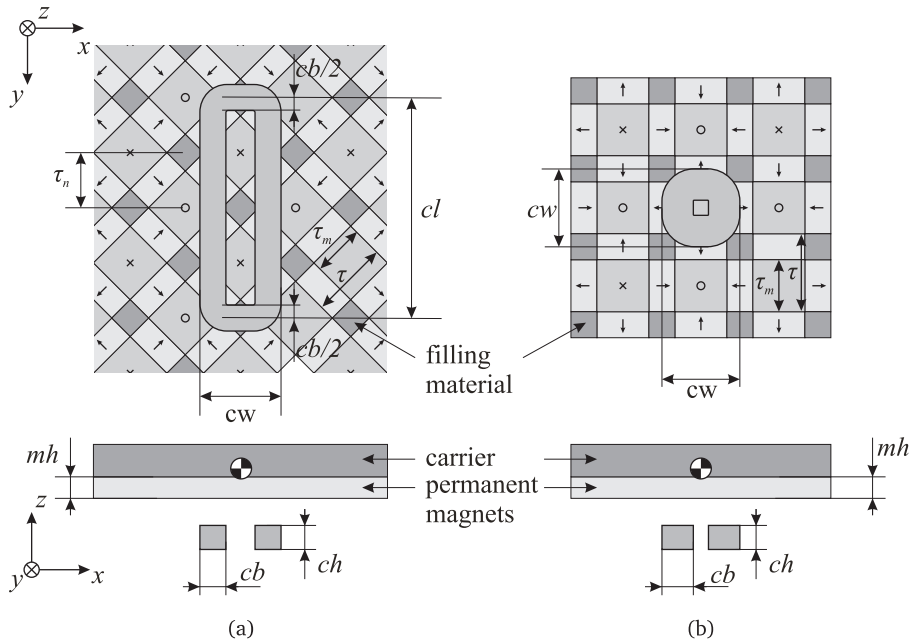 z
x
y
cb/2
τn
cl
τm
τ
cb/2
cw
filling
material
cw
τm
τ
cw
mh
carrier
permanent
magnets
mh
z
y
x
cb
ch
cb
ch
(a)
(b)